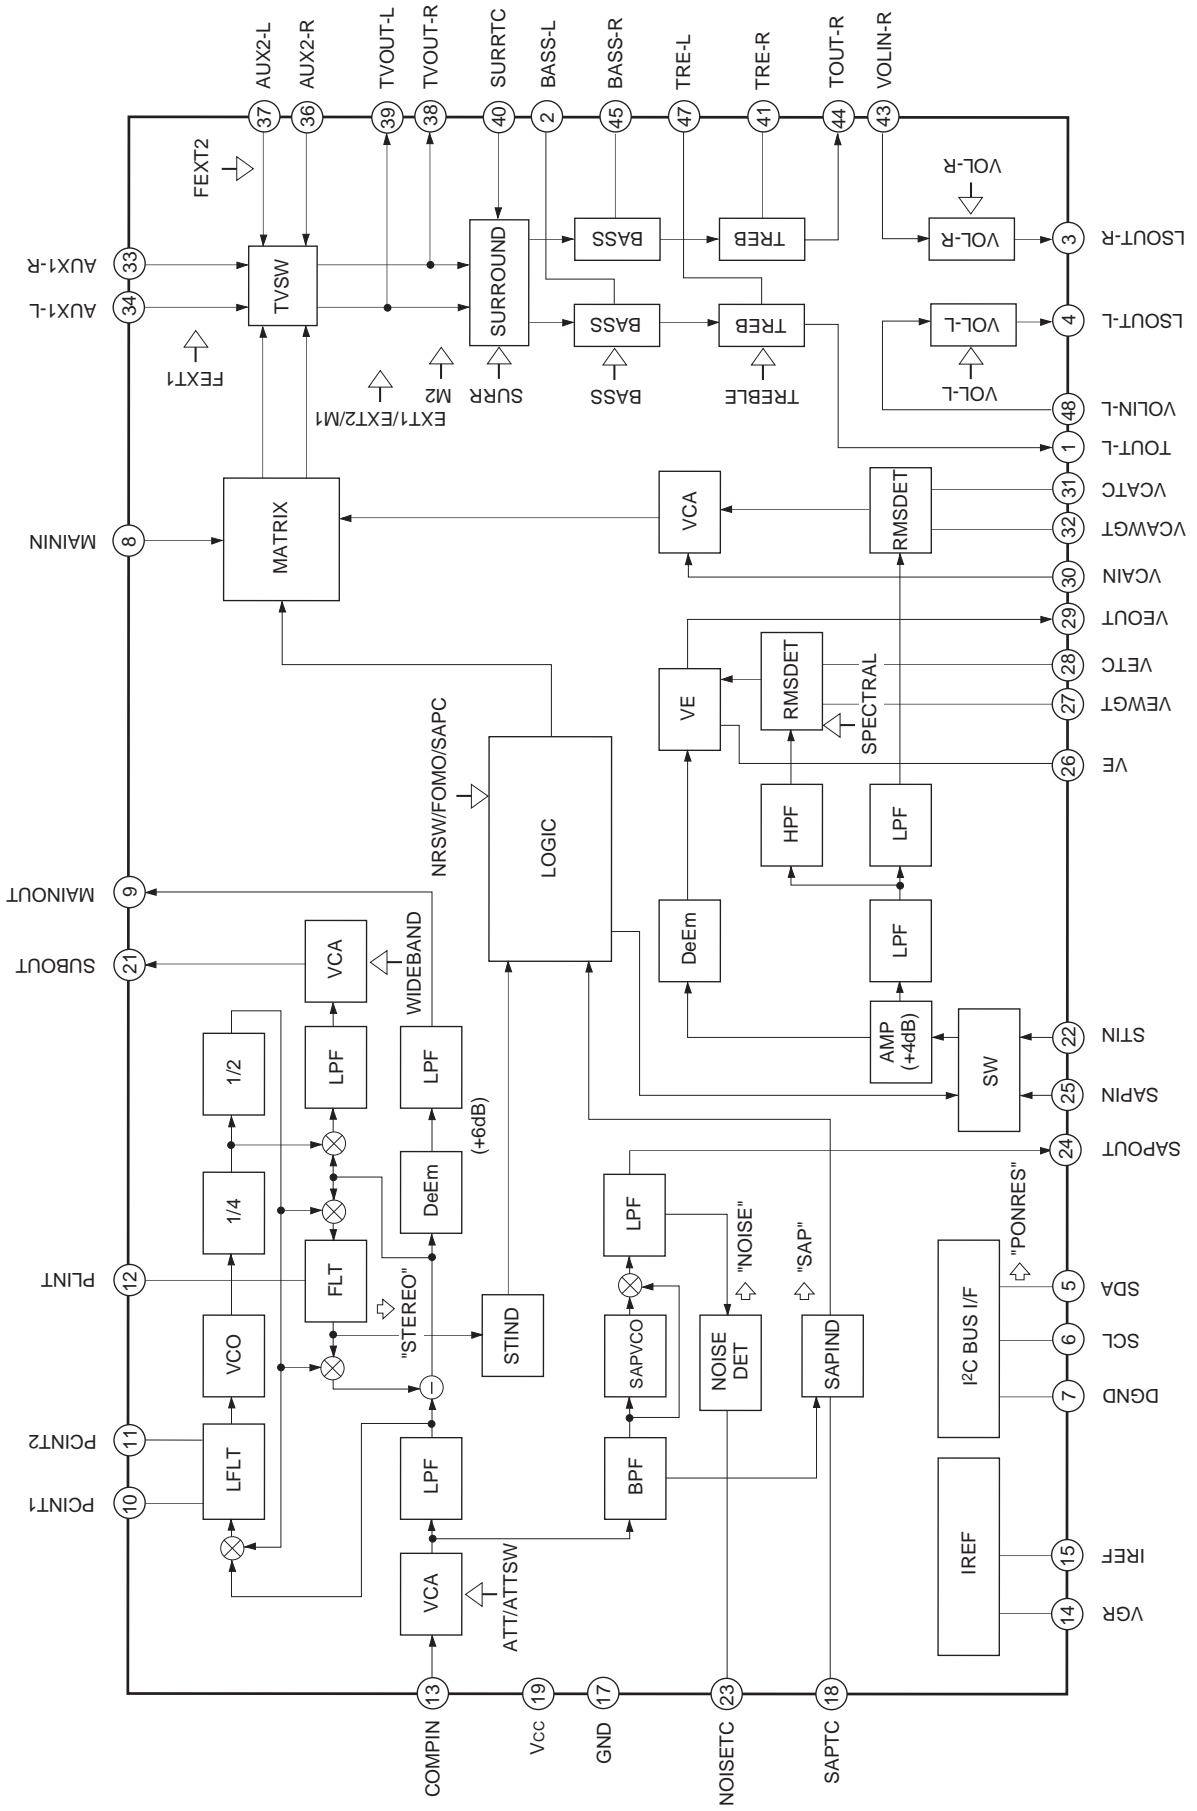 AUX2-L
AUX2-R
TVOUT-L
TVOUT-R
SURRTC
BASS-L
BASS-R
TRE-L
TRE-R
TOUT-R
VOLIN-R
37
36
39
38
40
2
45
47
41
44
43
FEXT2
AUX1-R
33
AUX1-L
34
FEXT1
TVSW
EXT1/EXT2/M1
M2
SURROUND
SURR
BASS
BASS
BASS
TREB
TREB
TREBLE
VOL-R
VOL-R
VOL-L
VOL-L
3
LSOUT-R
4
LSOUT-L
48
VOLIN-L
1
TOUT-L
31
VCATC
32
VCAWGT
30
VCAIN
29
VEOUT
28
VETC
27
VEWGT
26
VE
22
STIN
25
SAPIN
24
SAPOUT
5
SDA
6
SCL
7
DGND
15
IREF
14
VGR
MAININ
8
MATRIX
VCA
RMSDET
VE
RMSDET
SPECTRAL
HPF
LPF
DeEm
LPF
AMP
(+4dB)
SW
NRSW/FOMO/SAPC
LOGIC
MAINOUT
9
SUBOUT
21
VCA
WIDEBAND
1/2
LPF
LPF
(+6dB)
1/4
DeEm
PLINT
12
FLT
"STEREO"
STIND
VCO
PCINT2
11
PCINT1
10
LFLT
LPF
VCA
ATT/ATTSW
LPF
SAPVCO
BPF
"NOISE"
NOISE
DET
"SAP"
SAPIND
"PONRES"
I²C BUS I/F
IREF
13
19
17
23
18
COMPIN
Vcc
GND
NOISETC
SAPTC